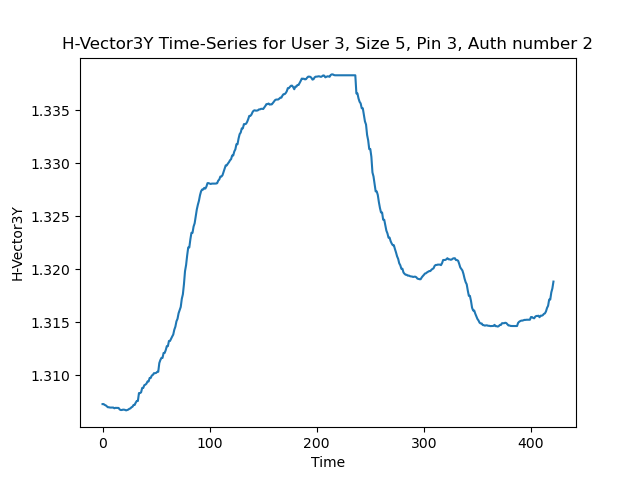 H-Vector3Y Time-Series for User 3, Size 5, Pin 3, Auth number 2
H-Vector3Y
1.335
1.330
1.325
1.320
1.315
1.310
0 100 200 300 400
Time